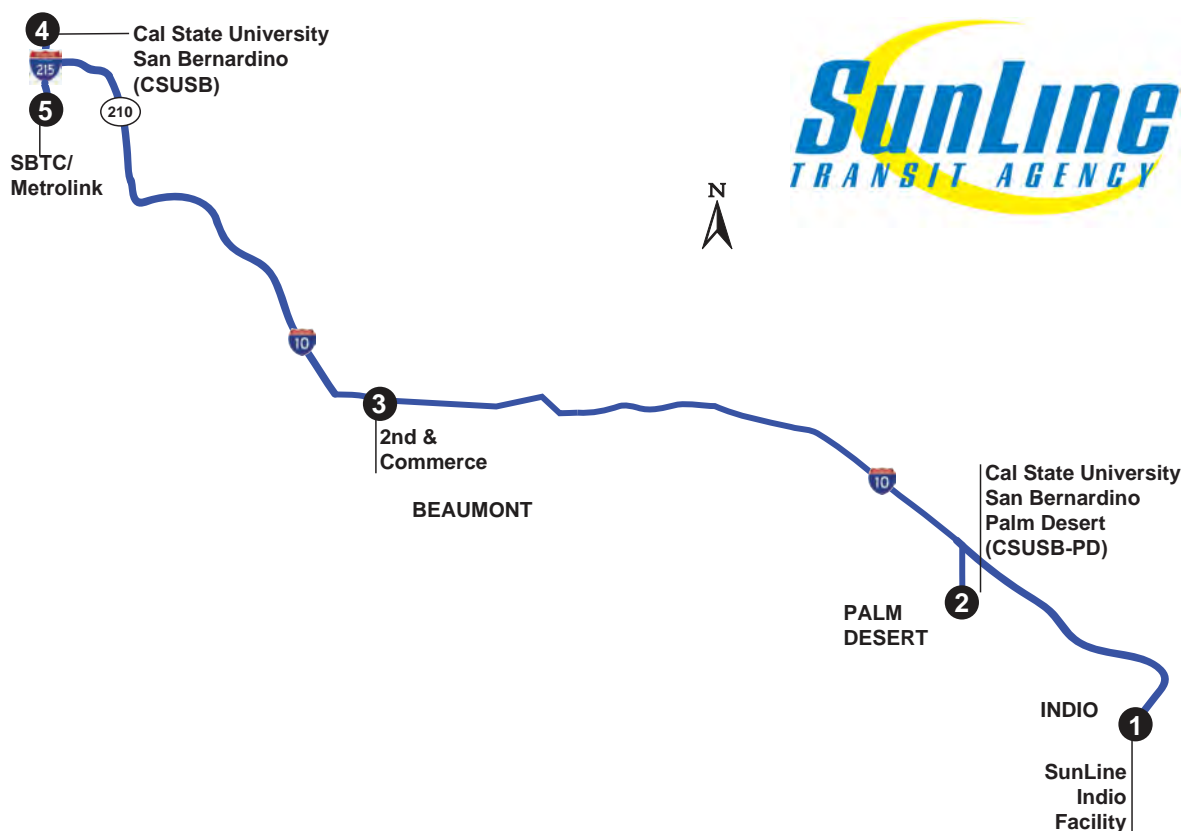 4
Cal State University
San Bernardino
(CSUSB)
215
5
210
SBTC/
Metrolink
SunLine
TRANSIT AGENCY
N
10
3
2nd &
Commerce
BEAUMONT
10
Cal State University
San Bernardino
Palm Desert
(CSUSB-PD)
2
PALM
DESERT
INDIO
1
SunLine
Indio
Facility